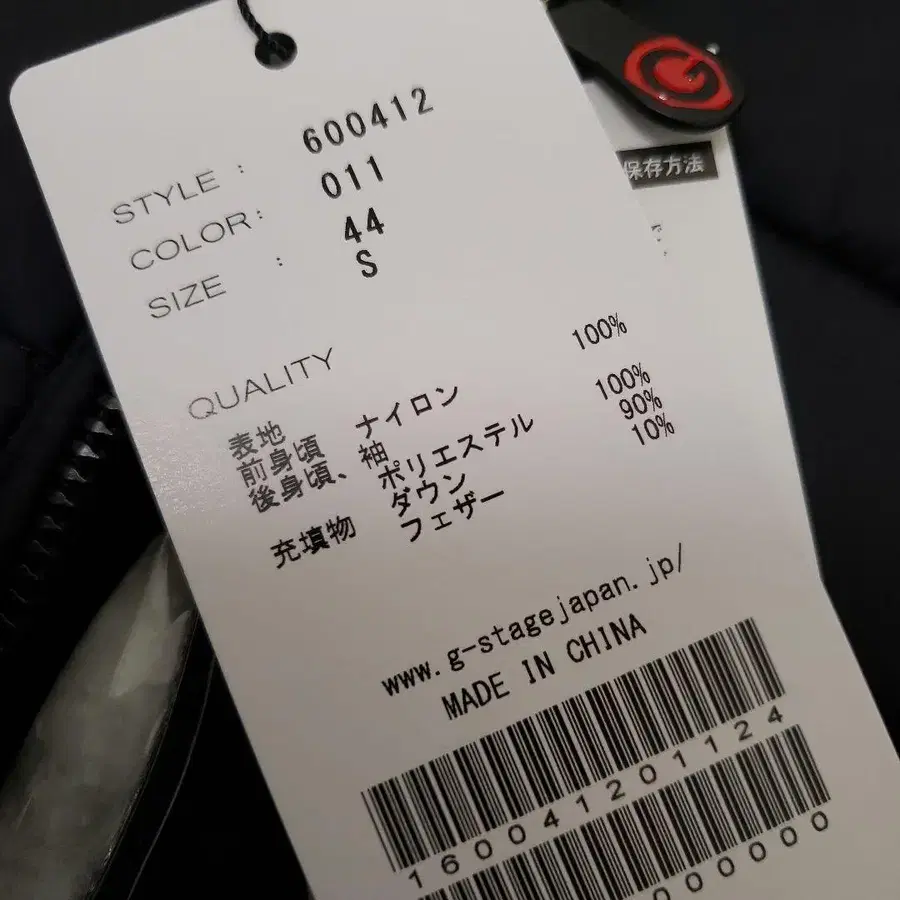 STYLE : 600412
COLOR: 011
SIZE : 44
S
QUALITY
表地
前身頃 ナイロン 100%
後身頃、袖
ポリエステル 100%
充填物 ダウン 90%
フェザー 10%
www.g-stagejapan.jp/
MADE IN CHINA
160041201124
000000
保存方法